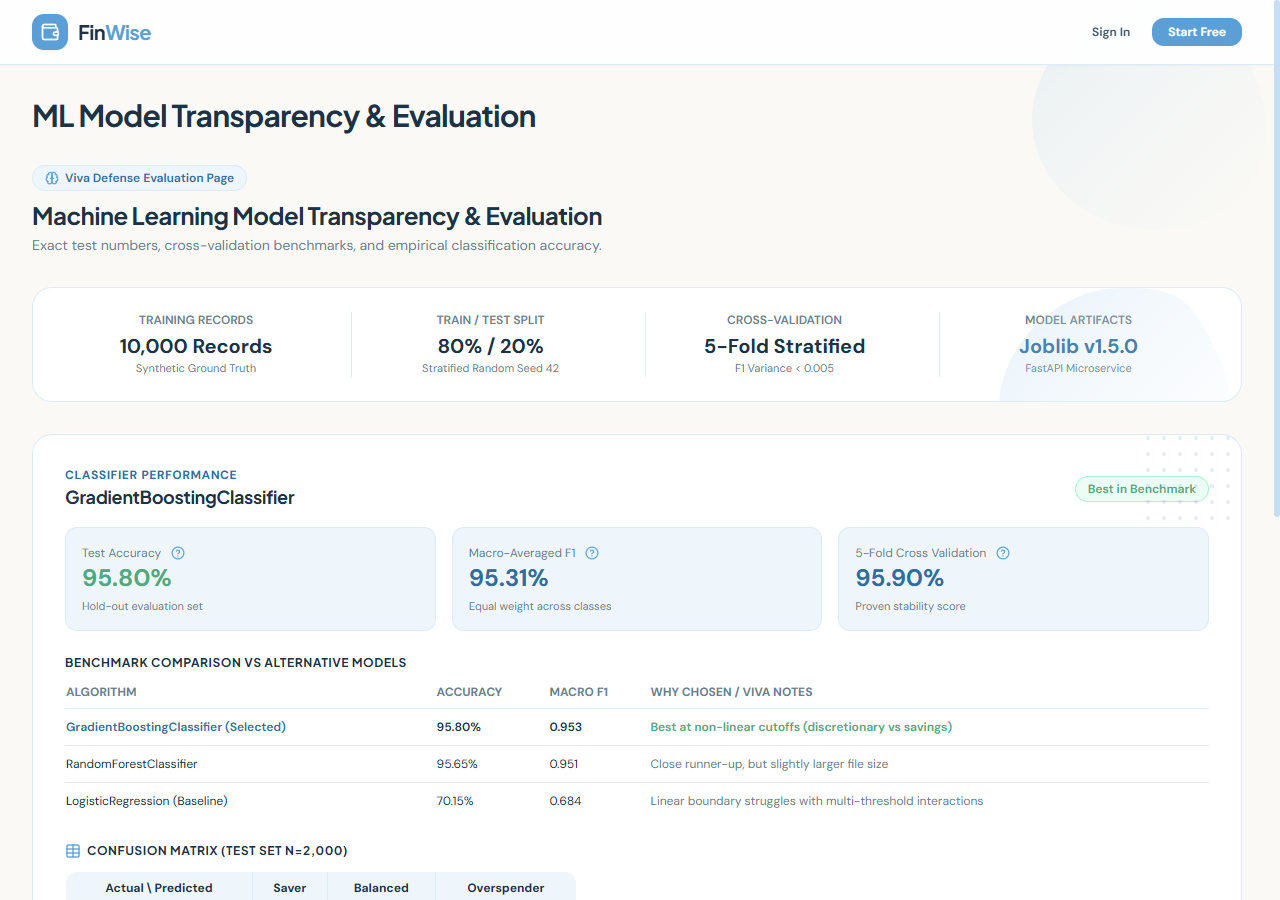 FinWise
Sign In
Start Free
ML Model Transparency & Evaluation
Viva Defense Evaluation Page
Machine Learning Model Transparency & Evaluation
Exact test numbers, cross-validation benchmarks, and empirical classification accuracy.
TRAINING RECORDS
10,000 Records
Synthetic Ground Truth
TRAIN / TEST SPLIT
80% / 20%
Stratified Random Seed 42
CROSS-VALIDATION
5-Fold Stratified
F1 Variance < 0.005
MODEL ARTIFACTS
Joblib v1.5.0
FastAPI Microservice
CLASSIFIER PERFORMANCE
GradientBoostingClassifier
Best in Benchmark
Test Accuracy ?
95.80%
Hold-out evaluation set
Macro-Averaged F1 ?
95.31%
Equal weight across classes
5-Fold Cross Validation ?
95.90%
Proven stability score
BENCHMARK COMPARISON VS ALTERNATIVE MODELS
ALGORITHM ACCURACY MACRO F1 WHY CHOSEN / VIVA NOTES
GradientBoostingClassifier (Selected) 95.80% 0.953 Best at non-linear cutoffs (discretionary vs savings)
RandomForestClassifier 95.65% 0.951 Close runner-up, but slightly larger file size
LogisticRegression (Baseline) 70.15% 0.684 Linear boundary struggles with multi-threshold interactions
CONFUSION MATRIX (TEST SET N=2,000)
Actual \ Predicted Saver Balanced Overspender